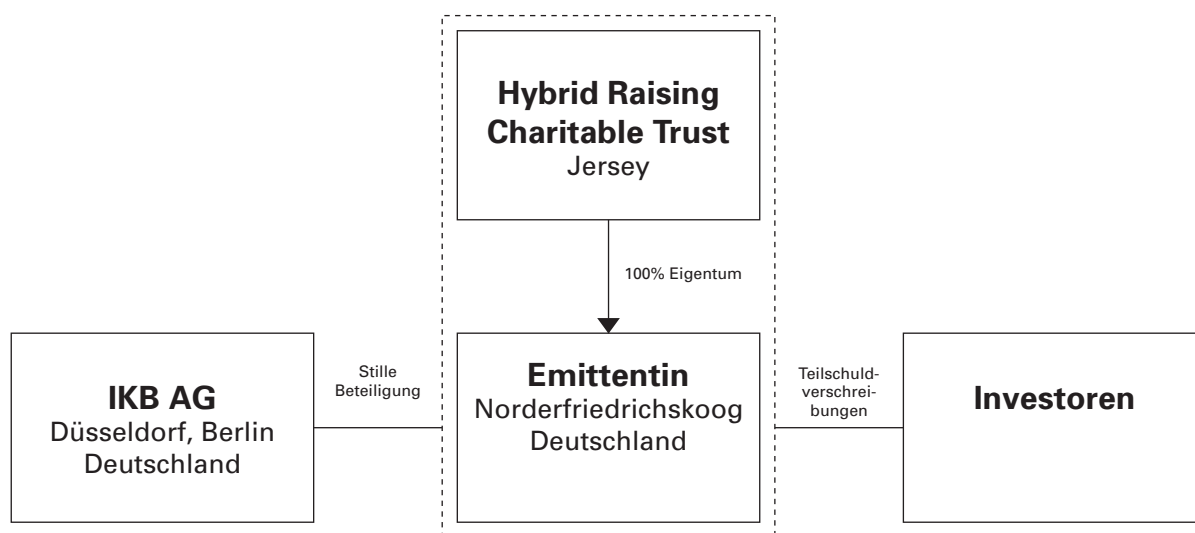 Hybrid Raising
Charitable Trust
Jersey
100% Eigentum
IKB AG
Düsseldorf, Berlin
Deutschland
Stille
Beteiligung
Emittentin
Norderfriedrichskoog
Deutschland
Teilschuld-
verschrei-
bungen
Investoren